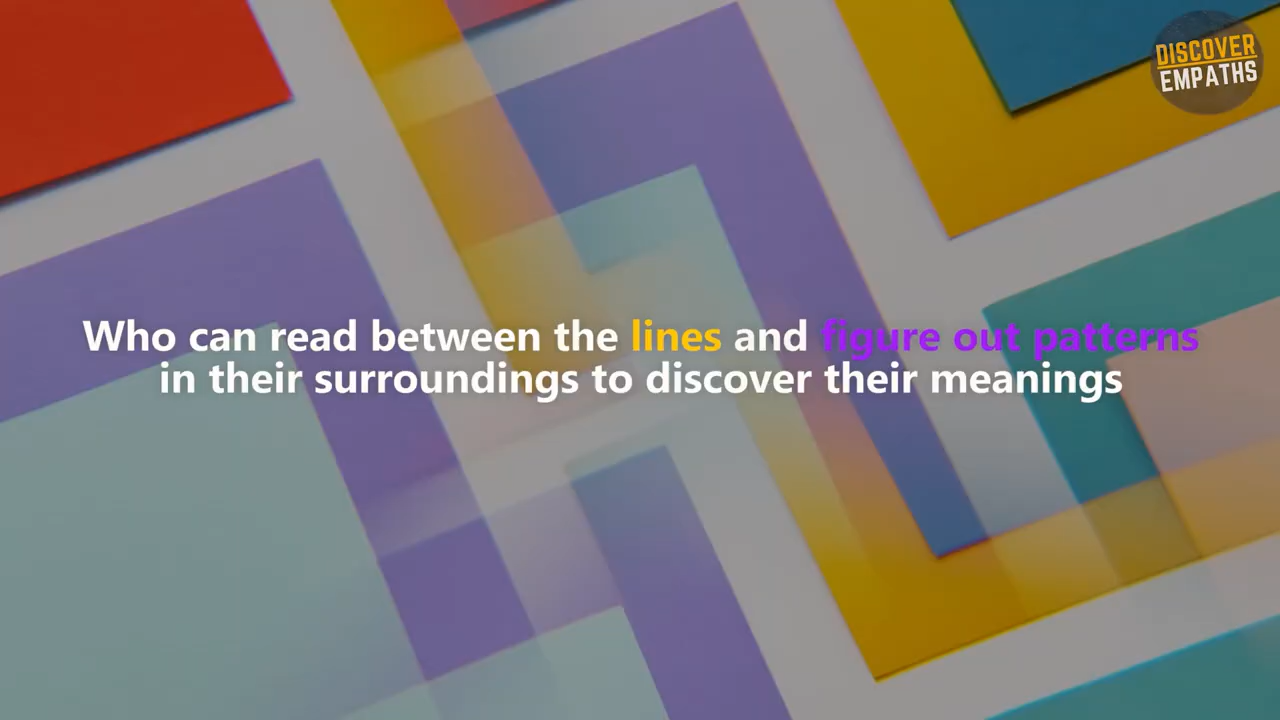 DISCOVER
EMPATHS
Who can read between the lines and figure out patterns
in their surroundings to discover their meanings